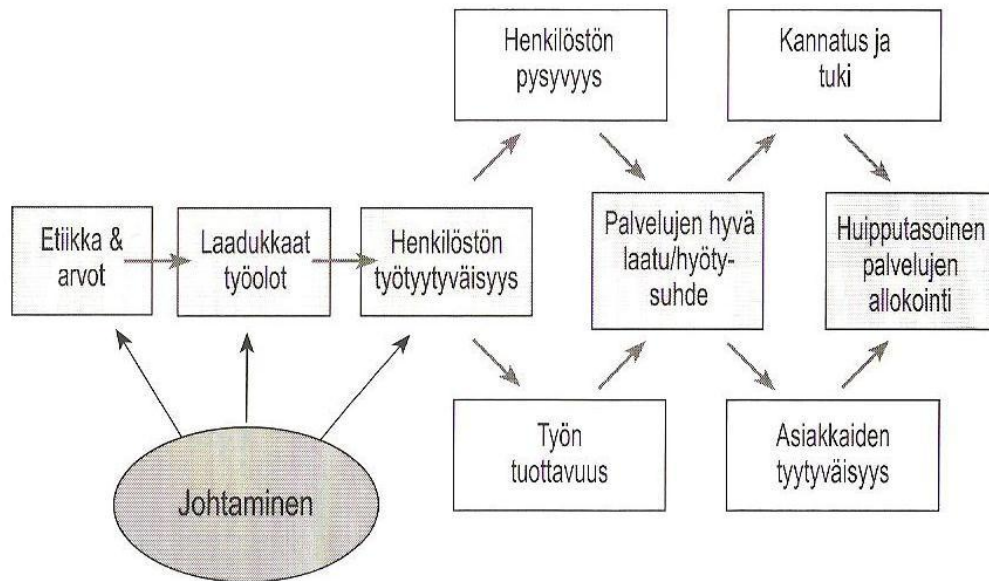 Henkilöstön
pysyvyys
Kannatus ja
tuki
Etiikka &
arvot
Laadukkaat
työolot
Henkilöstön
työtyytyväisyys
Palvelujen hyvä
laatu/hyöty-
suhde
Huipputasoinen
palvelujen
allokointi
Työn
tuottavuus
Asiakkaiden
tyytyväisyys
Johtaminen